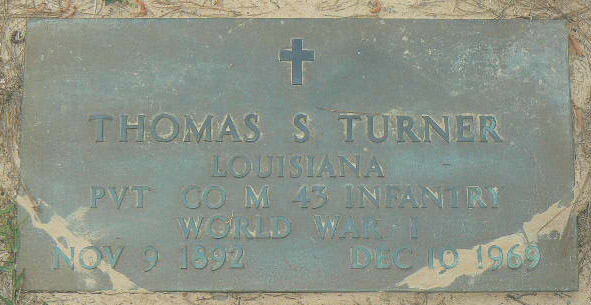 THOMAS S TURNER
LOUISIANA
PVT CO M 43 INFANTRY
WORLD WAR I
NOV 9 1892 DEC 10 1969